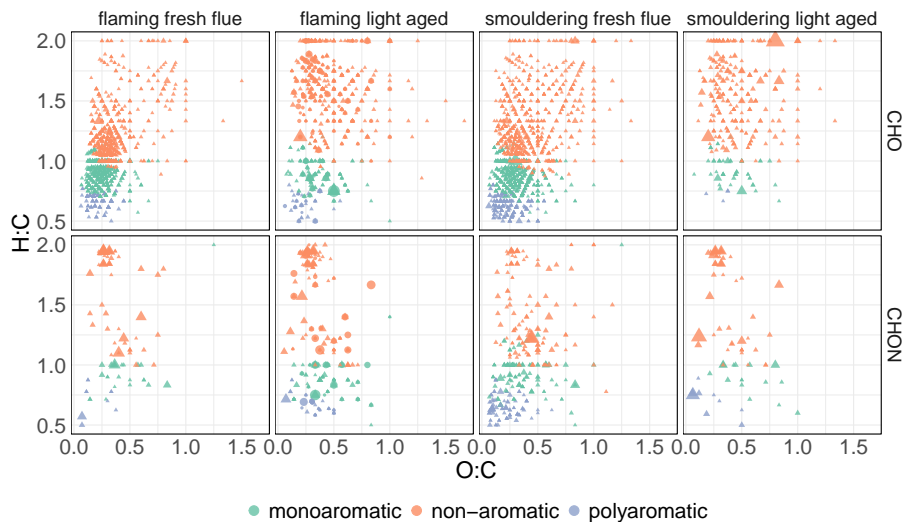 flaming fresh flue flaming light aged smouldering fresh flue smouldering light aged
2.0
1.5
1.0
0.5
CHO
H:C
2.0
1.5
1.0
0.5
CHON
0.0 0.5 1.0 1.5 0.0 0.5 1.0 1.5 0.0 0.5 1.0 1.5 0.0 0.5 1.0 1.5
O:C
monoaromatic non−aromatic polyaromatic